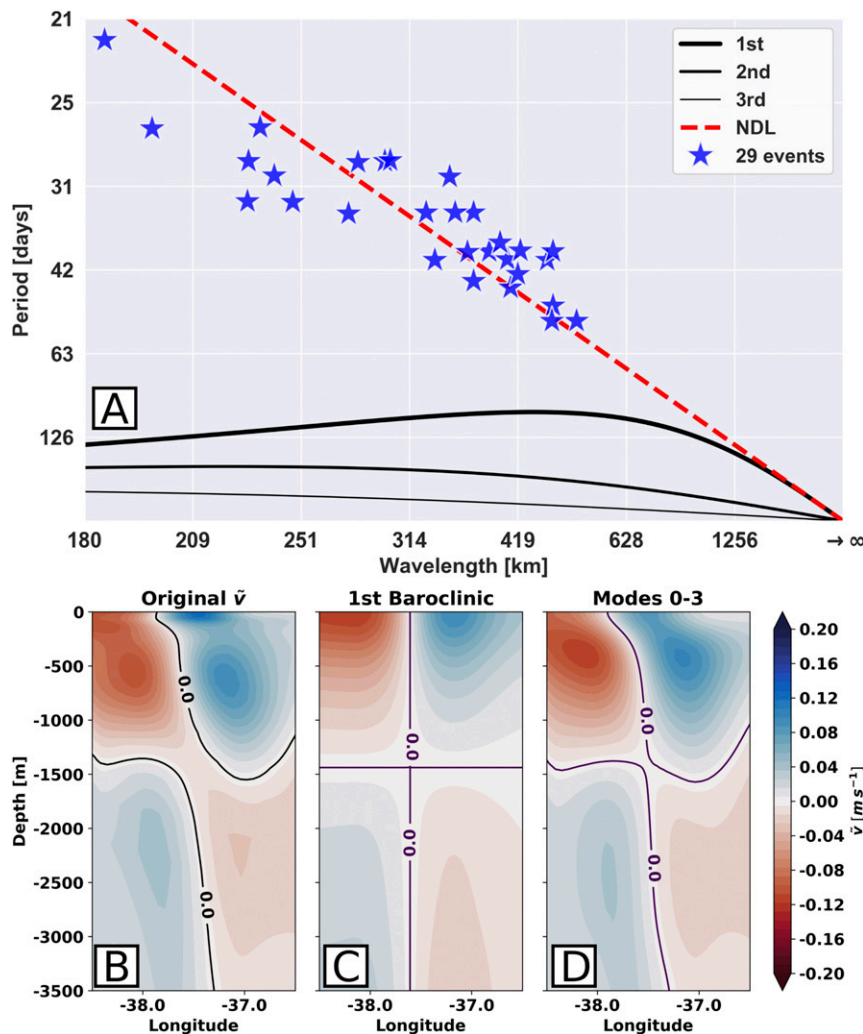 21
25
31
42
63
126
Period [days]
1st
2nd
3rd
NDL
29 events
A
180 209 251 314 419 628 1256 → ∞
Wavelength [km]
Original ṽ
1st Baroclinic
Modes 0-3
0
-500
-1000
-1500
-2000
-2500
-3000
-3500
Depth [m]
0.0
0.0
B
-38.0 -37.0
Longitude
0.0
0.0
0.0
C
-38.0 -37.0
Longitude
0.0
0.0
D
-38.0 -37.0
Longitude
0.20
0.16
0.12
0.08
0.04
0.00
-0.04
-0.08
-0.12
-0.16
-0.20
ṽ [m s⁻¹]